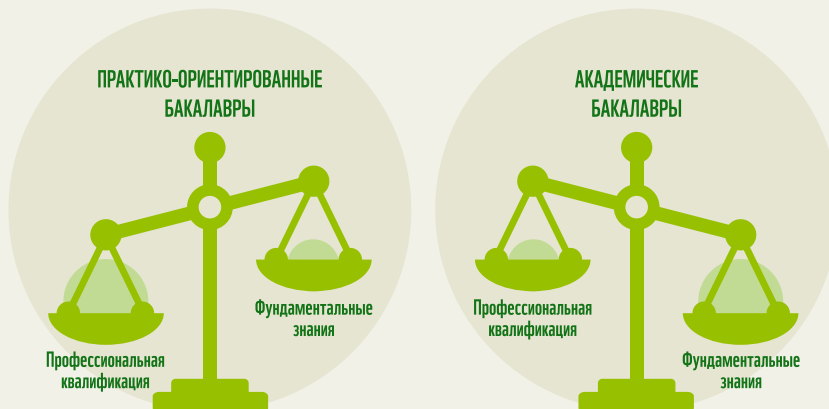 ПРАКТИКО-ОРИЕНТИРОВАННЫЕ
БАКАЛАВРЫ
Фундаментальные
знания
Профессиональная
квалификация
АКАДЕМИЧЕСКИЕ
БАКАЛАВРЫ
Профессиональная
квалификация
Фундаментальные
знания